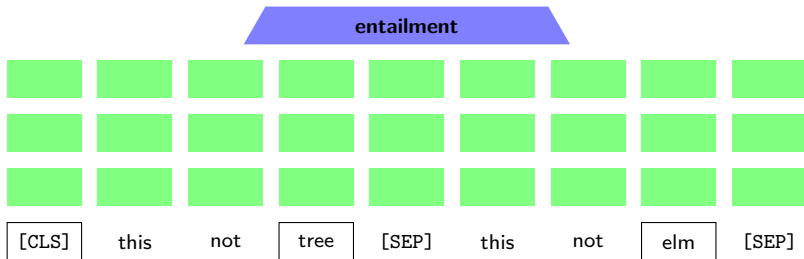 entailment
[CLS] this not tree [SEP] this not elm [SEP]